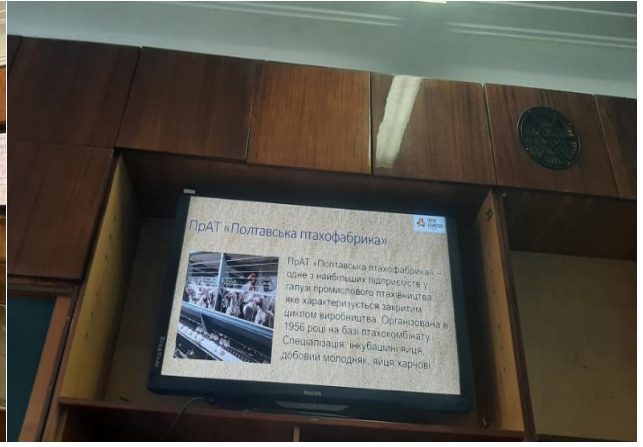 ПрАТ «Полтавська птахофабрика»
ПрАТ «Полтавська птахофабрика» –
одне з найбільших підприємств у
галузі промислового птахівництва
яке характеризується закритим
циклом виробництва. Організована в
1956 році на базі птахокомбінату.
Спеціалізація: інкубаційні яйця,
добовий молодняк, яйця харчові.
PHILIPS